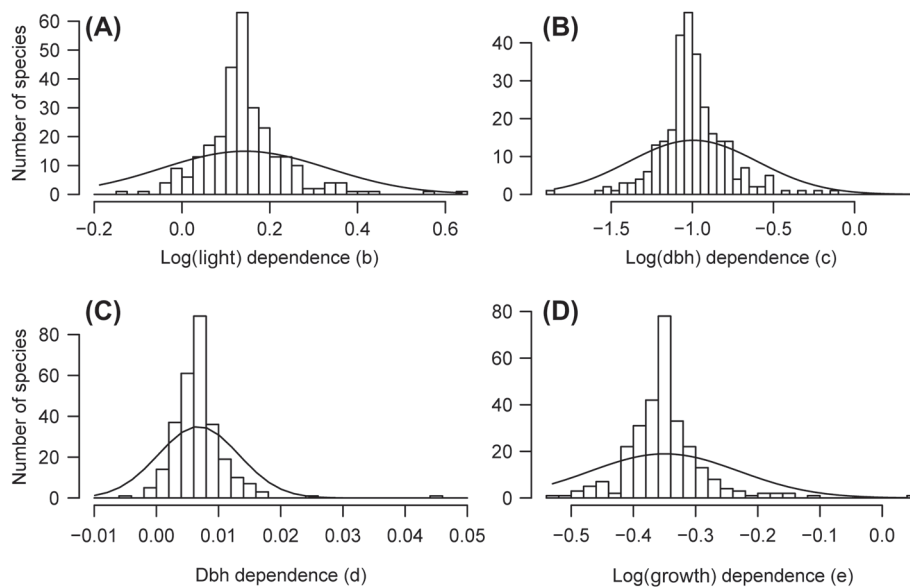 (A)
Number of species
60
50
40
30
20
10
0
−0.2 0.0 0.2 0.4 0.6
Log(light) dependence (b)
(B)
40
30
20
10
0
−1.5 −1.0 −0.5 0.0
Log(dbh) dependence (c)
(C)
Number of species
80
60
40
20
0
−0.01 0.00 0.01 0.02 0.03 0.04 0.05
Dbh dependence (d)
(D)
80
60
40
20
0
−0.5 −0.4 −0.3 −0.2 −0.1 0.0
Log(growth) dependence (e)